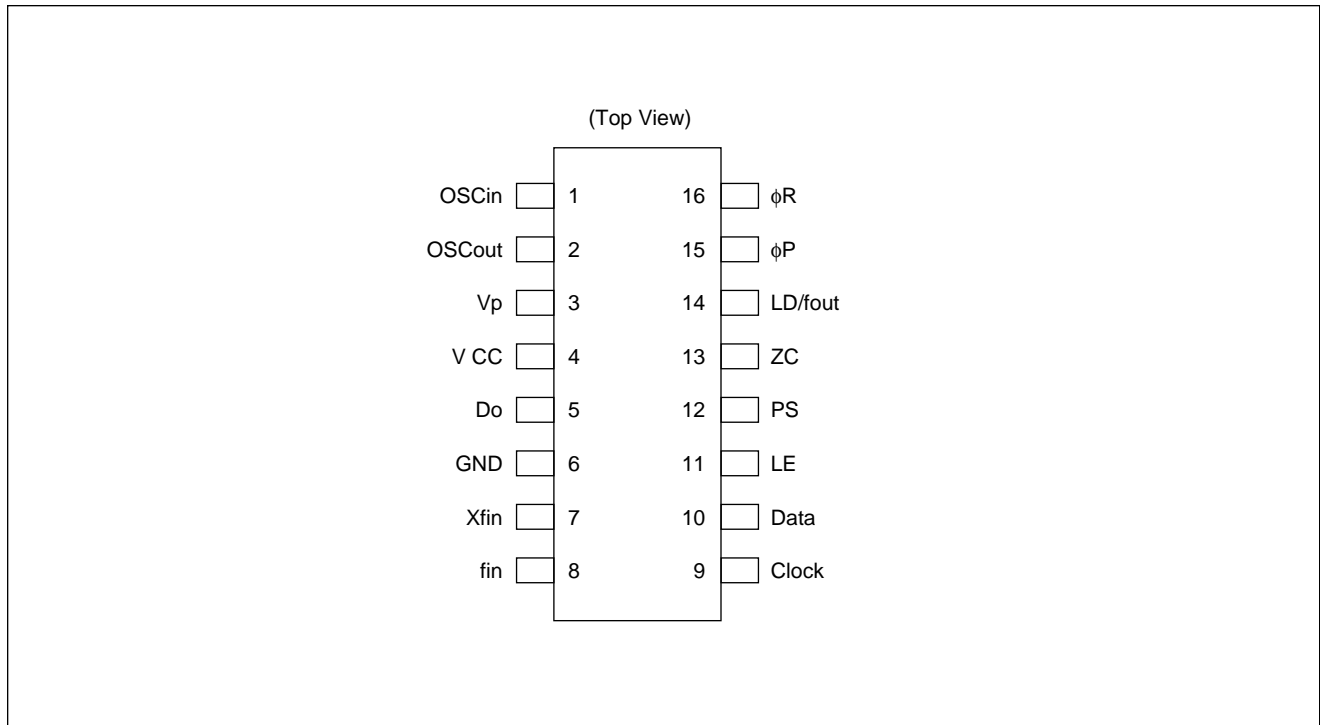 (Top View)
OSCin 1 16 ϕR
OSCout 2 15 ϕP
Vp 3 14 LD/fout
V CC 4 13 ZC
Do 5 12 PS
GND 6 11 LE
Xfin 7 10 Data
fin 8 9 Clock